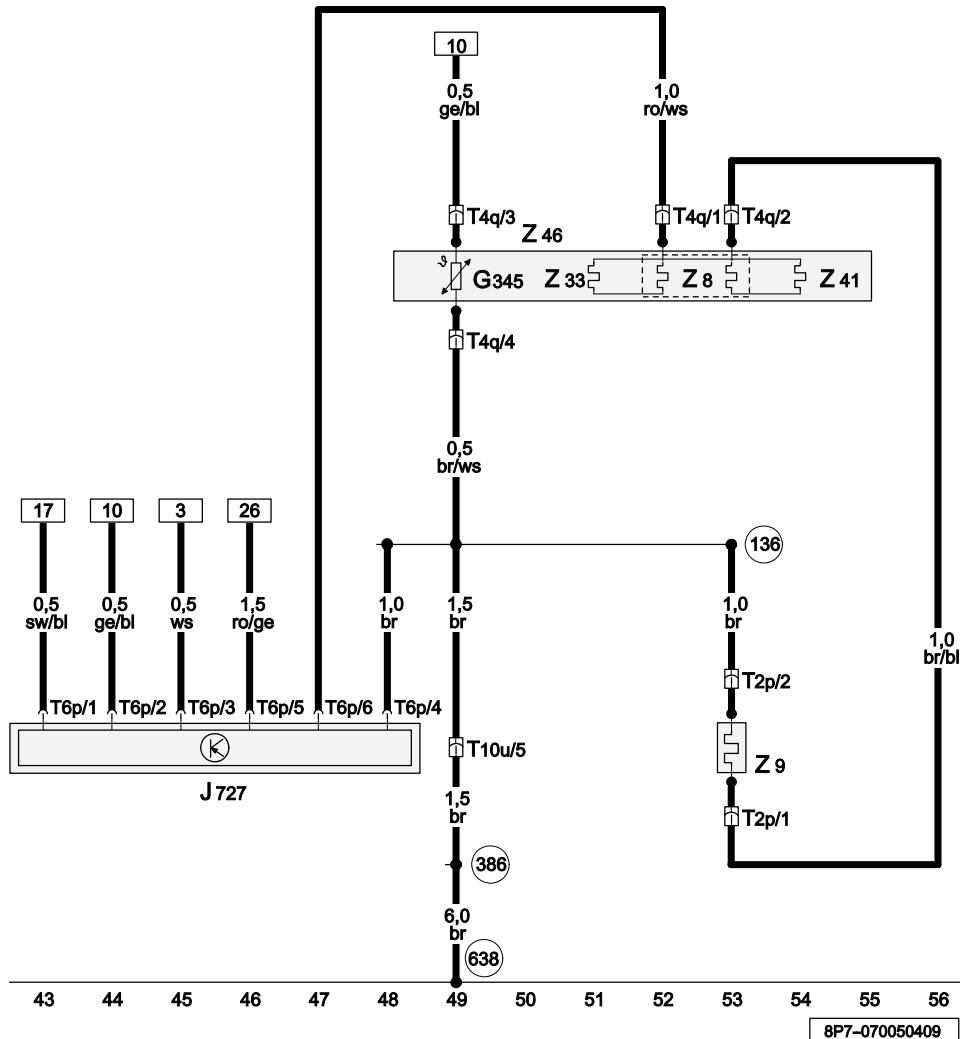 10
0,5
ge/bl
1,0
ro/ws
T4q/3
T4q/1
T4q/2
Z 46
G345
Z 33
Z 8
Z 41
T4q/4
0,5
br/ws
17
10
3
26
136
0,5
sw/bl
0,5
ge/bl
0,5
ws
1,5
ro/ge
1,0
br
1,5
br
1,0
br
1,0
br/bl
T2p/2
T6p/1
T6p/2
T6p/3
T6p/5
T6p/6
T6p/4
T10u/5
Z 9
J 727
1,5
br
T2p/1
386
6,0
br
638
43 44 45 46 47 48 49 50 51 52 53 54 55 56
8P7-070050409